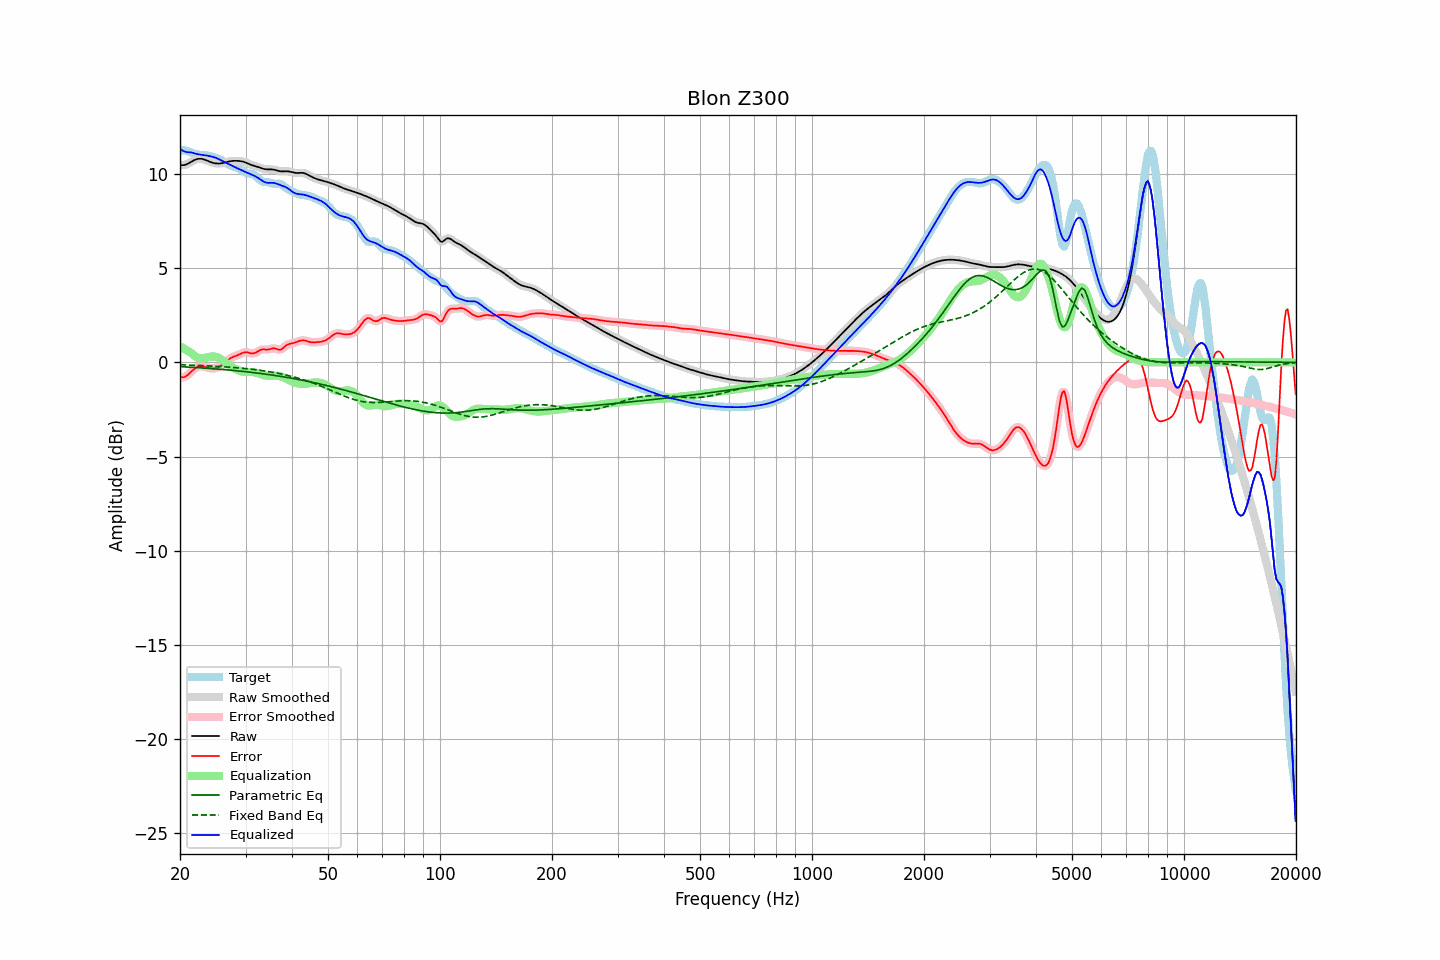 Blon Z300
10
5
0
−5
−10
−15
−20
−25
Amplitude (dBr)
Target
Raw Smoothed
Error Smoothed
Raw
Error
Equalization
Parametric Eq
Fixed Band Eq
Equalized
20 50 100 200 500 1000 2000 5000 10000 20000
Frequency (Hz)